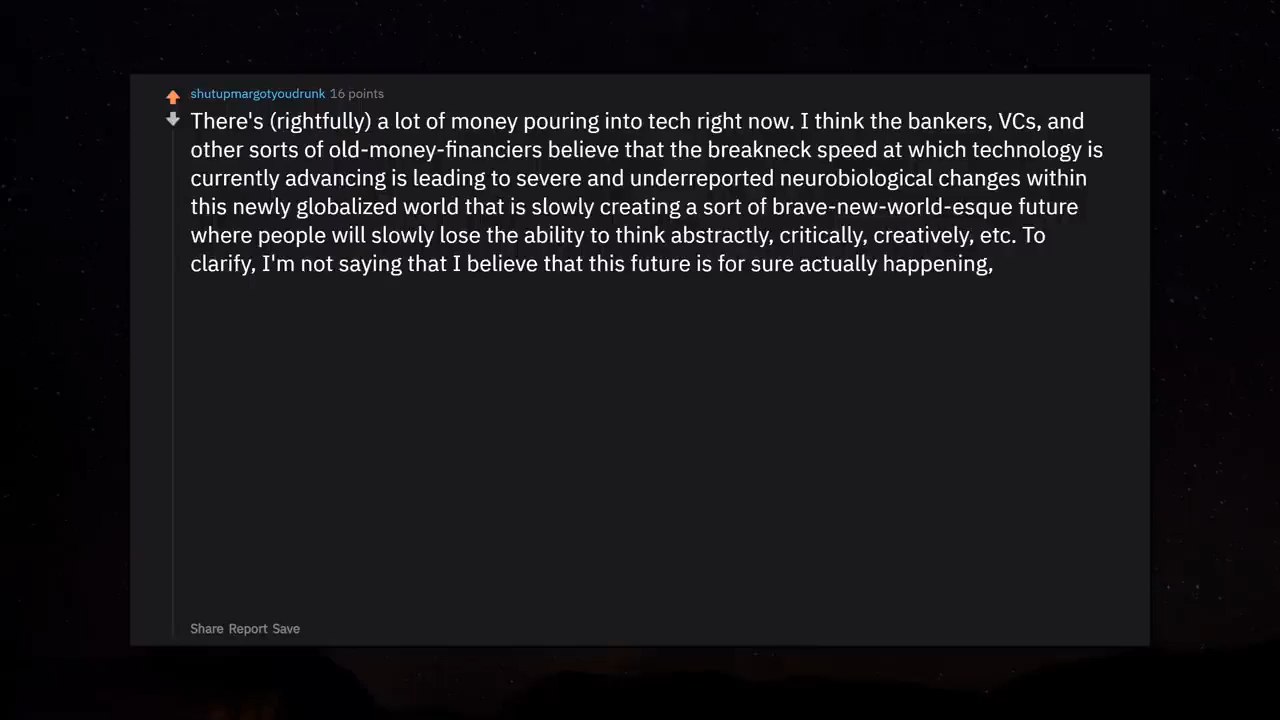 shutupmargotyoudrunk 16 points
There's (rightfully) a lot of money pouring into tech right now. I think the bankers, VCs, and
other sorts of old-money-financiers believe that the breakneck speed at which technology is
currently advancing is leading to severe and underreported neurobiological changes within
this newly globalized world that is slowly creating a sort of brave-new-world-esque future
where people will slowly lose the ability to think abstractly, critically, creatively, etc. To
clarify, I'm not saying that I believe that this future is for sure actually happening,
Share Report Save